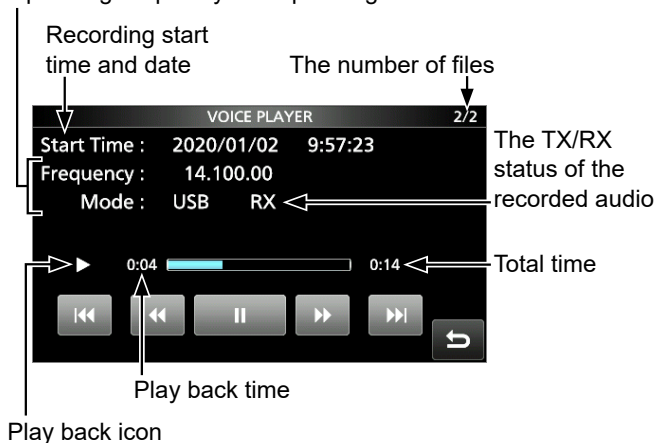 Recording start
time and date
The number of files
VOICE PLAYER 2/2
Start Time : 2020/01/02 9:57:23
Frequency : 14.100.00
Mode : USB RX
The TX/RX
status of the
recorded audio
0:04 0:14
Total time
Play back time
Play back icon